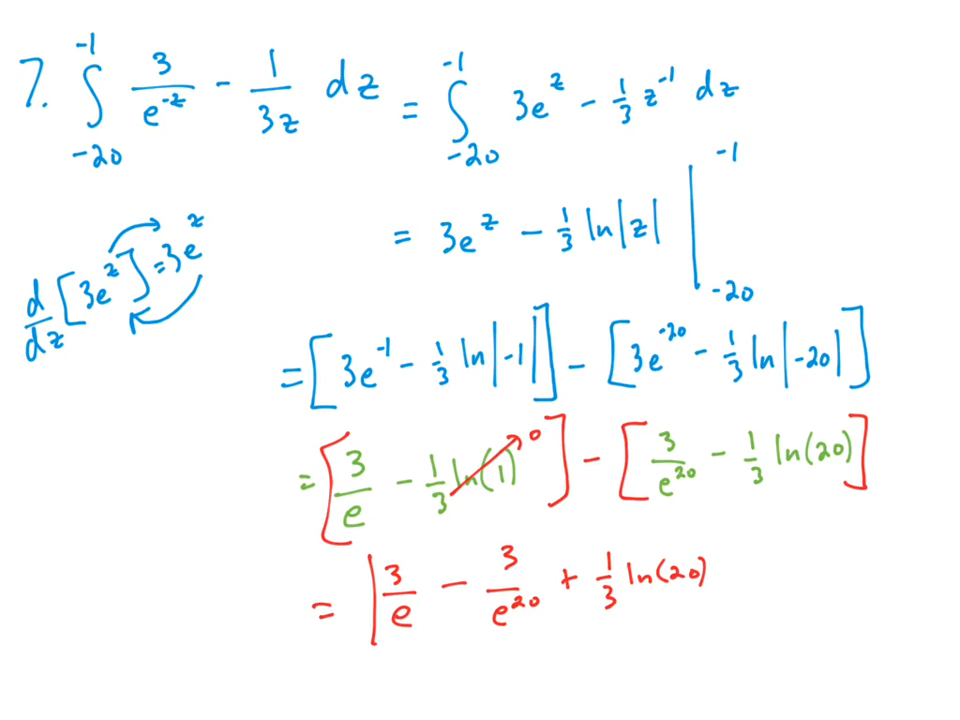 7. ∫_{-20}^{-1} 3/e^{-z} - 1/3z dz = ∫_{-20}^{-1} 3e^z - 1/3 z^{-1} dz
= 3e^z - 1/3 ln|z| |_{-20}^{-1}
d/dz [3e^z] = 3e^z
= [3e^{-1} - 1/3 ln|-1|] - [3e^{-20} - 1/3 ln|-20|]
= [3/e - 1/3 ln(1) 0] - [3/e^{20} - 1/3 ln(20)]
= |3/e - 3/e^{20} + 1/3 ln(20)